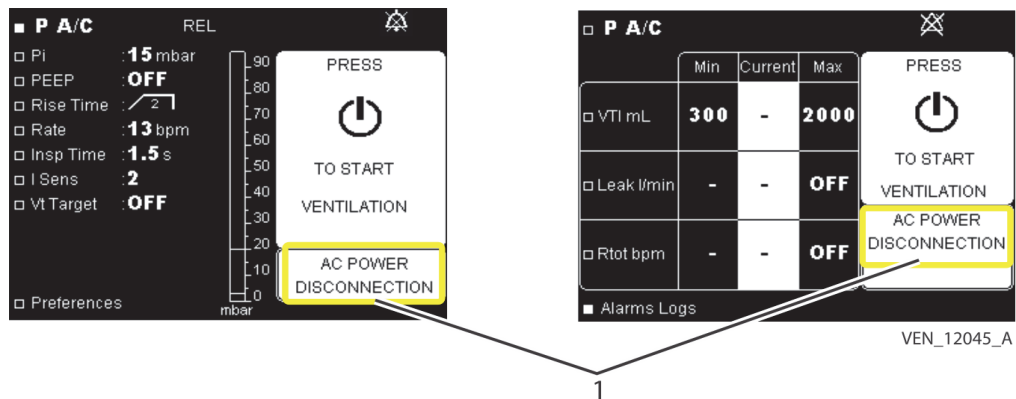 P A/C REL
Pi :15 mbar
PEEP :OFF
Rise Time : 2
Rate :13 bpm
Insp Time :1.5 s
I Sens :2
Vt Target :OFF
Preferences
90
80
70
60
50
40
30
20
10
0
mbar
PRESS
TO START
VENTILATION
AC POWER
DISCONNECTION
P A/C
Min Current Max
VTI mL 300 - 2000
Leak l/min - - OFF
Rtot bpm - - OFF
Alarms Logs
PRESS
TO START
VENTILATION
AC POWER
DISCONNECTION
VEN_12045_A
1